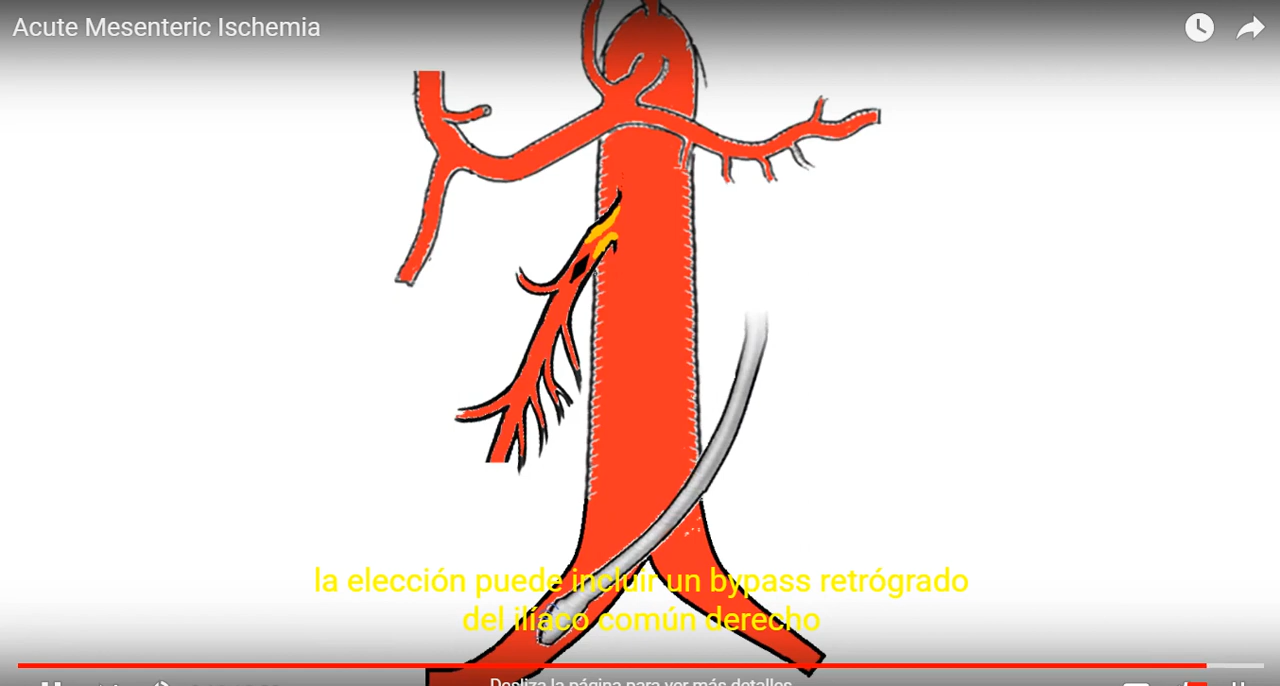 Acute Mesenteric Ischemia
la elección puede incluir un bypass retrógrado
del ilíaco común derecho
Desliza la página para ver más detalles